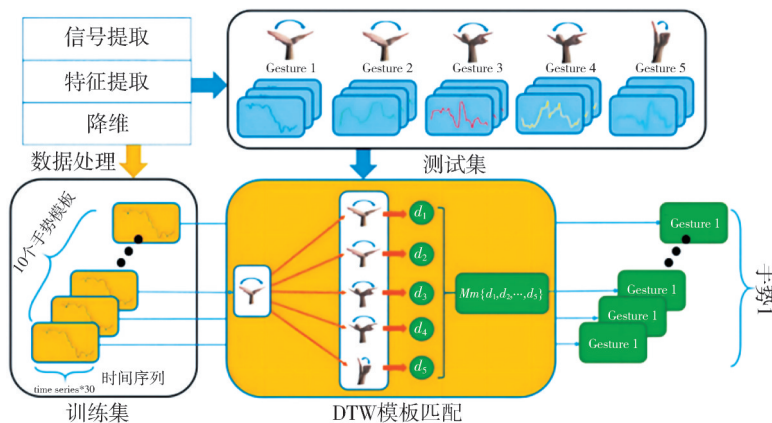 信号提取
特征提取
降维
数据处理
Gesture 1
Gesture 2
Gesture 3
Gesture 4
Gesture 5
测试集
10个手势模板
time series*30
时间序列
训练集
d1
d2
d3
d4
d5
Mm{d1,d2,…,d5}
DTW模板匹配
Gesture 1
Gesture 1
Gesture 1
Gesture 1
手势1